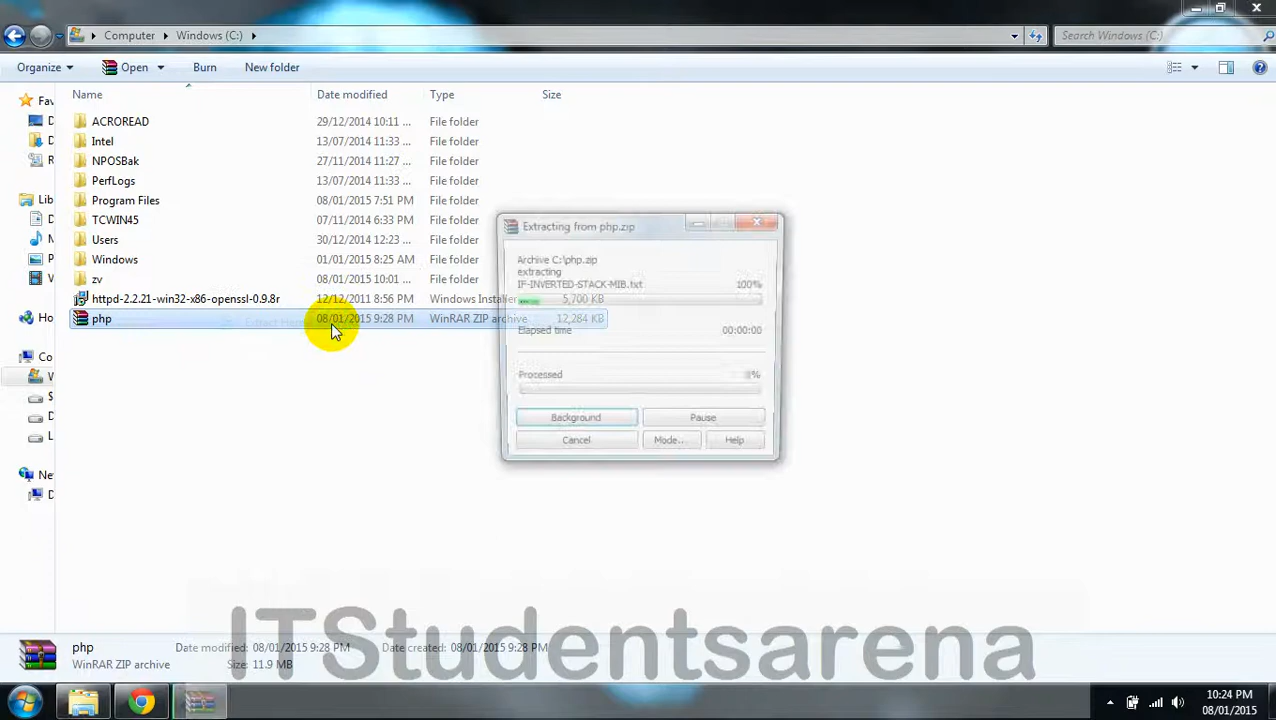 Computer Windows (C:) Search Windows (C:)
Organize Open Burn New folder
Name Date modified Type Size
Fav
ACROREAD 29/12/2014 10:11 ... File folder
D Intel 13/07/2014 11:33 ... File folder
R NPOSBak 27/11/2014 11:27 ... File folder
PerfLogs 13/07/2014 11:33 ... File folder
Lib Program Files 08/01/2015 7:51 PM File folder
D TCWIN45 07/11/2014 6:33 PM File folder
M Users 30/12/2014 12:23 ... File folder
P Windows 01/01/2015 8:25 AM File folder
V zv 08/01/2015 10:01 ... File folder
httpd-2.2.21-win32-x86-openssl-0.9.8r 12/12/2011 8:56 PM Windows Installer
Ho php 08/01/2015 9:28 PM WinRAR ZIP archive 12,284 KB
Co
W
S
D
L
Ne
D
Extracting from php.zip
Archive C:\php.zip
extracting
IF-INVERTED-STACK-MIB.txt 100%
5,700 KB
Elapsed time 00:00:00
Processed %
Background Pause
Cancel Mode... Help
ITStudentsarena
php Date modified: 08/01/2015 9:28 PM Date created: 08/01/2015 9:28 PM
WinRAR ZIP archive Size: 11.9 MB
10:24 PM
08/01/2015